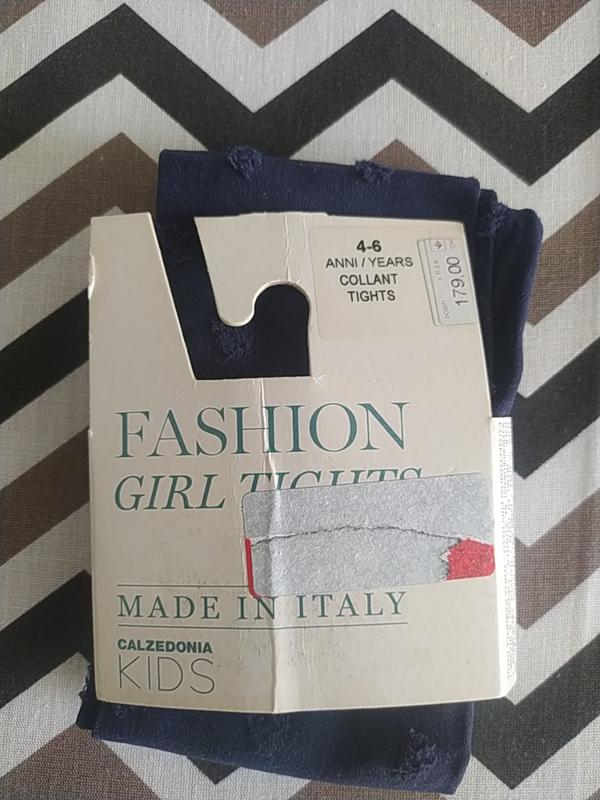 4-6
ANNI / YEARS
COLLANT
TIGHTS
179,00
FASHION
GIRL TIGHTS
MADE IN ITALY
CALZEDONIA
KIDS